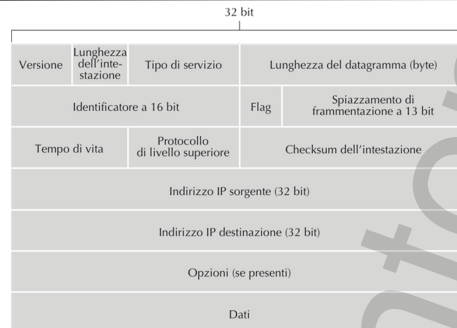 32 bit
Versione
Lunghezza
dell'inte-
stazione
Tipo di servizio
Lunghezza del datagramma (byte)
Identificatore a 16 bit
Flag
Spiazzamento di
frammentazione a 13 bit
Tempo di vita
Protocollo
di livello superiore
Checksum dell'intestazione
Indirizzo IP sorgente (32 bit)
Indirizzo IP destinazione (32 bit)
Opzioni (se presenti)
Dati